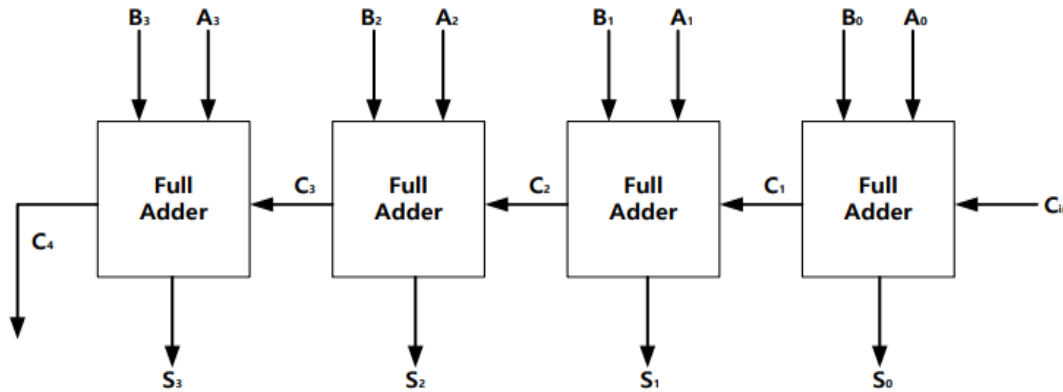 B₃ A₃ B₂ A₂ B₁ A₁ B₀ A₀
Full Adder Full Adder Full Adder Full Adder
C₃ C₂ C₁
C₄
S₃ S₂ S₁ S₀